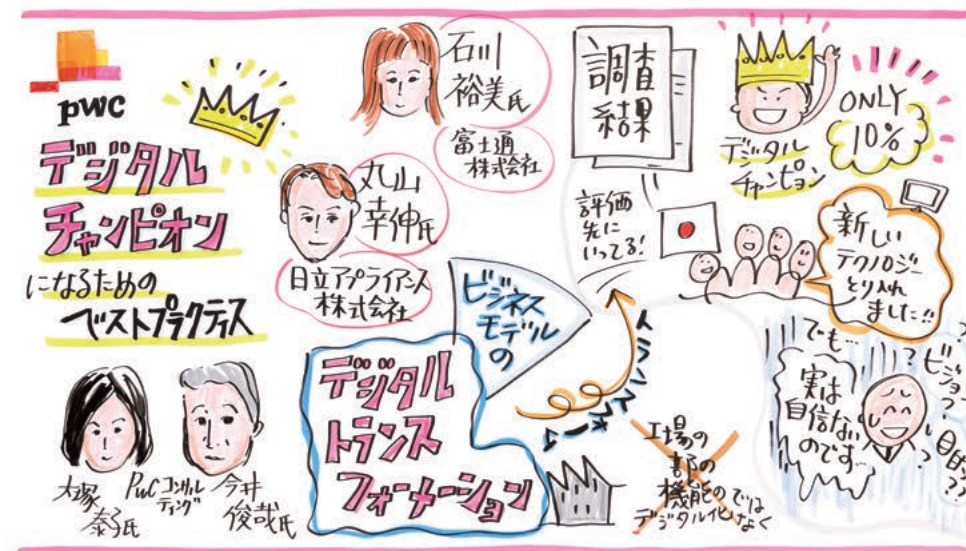 pwc
デジタル
チャンピオン
になるための
ベストプラクティス
大塚
泰子氏
PwCコンサル
ティング
今井
俊哉氏
石川
裕美氏
富士通
株式会社
丸山
幸伸氏
日立アプライアンス
株式会社
ビジネス
モデルの
デジタル
トランス
フォーメーション
調査
結果
評価
先に
いってる!
デジタル
チャンピョン
ONLY
10%
新しい
テクノロジー
とり入れ
ました!!
でも…
実は
自信ない
のです…
?
ビジョン?
目的??
工場の
一部の
機能の
デジタル化
ではなく